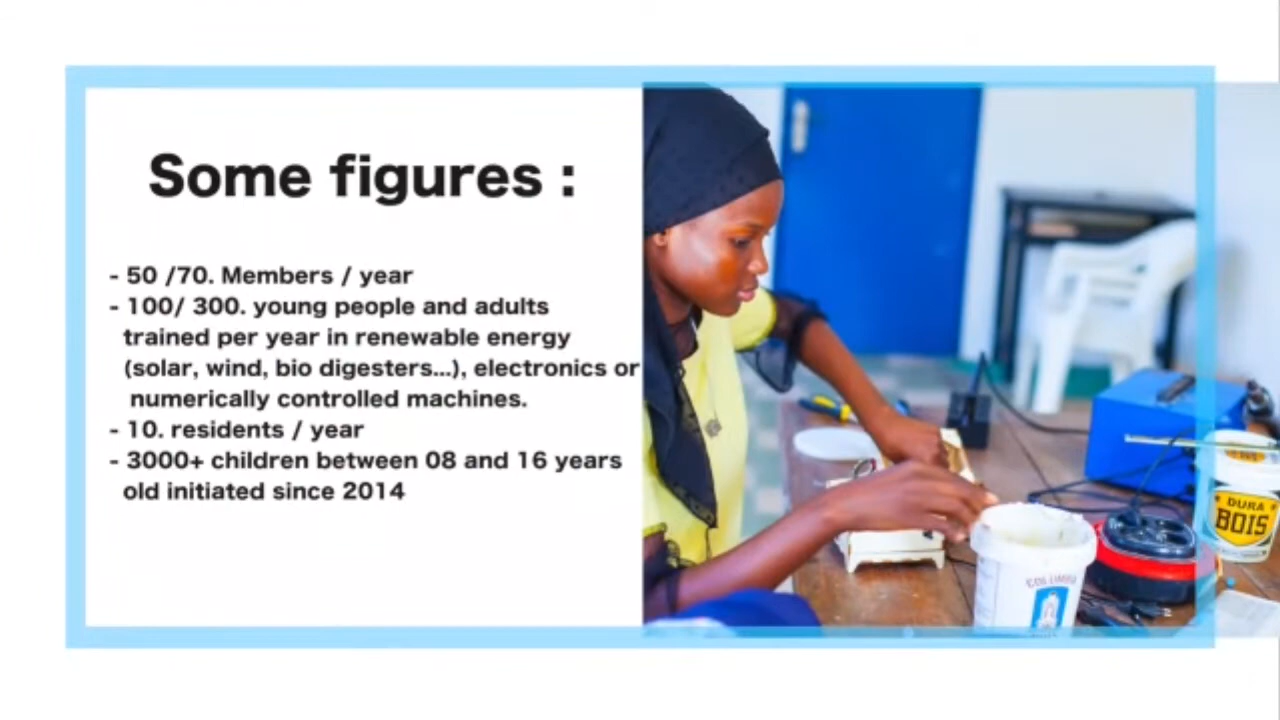 Some figures :
- 50 /70. Members / year
- 100/ 300. young people and adults
trained per year in renewable energy
(solar, wind, bio digesters...), electronics or
numerically controlled machines.
- 10. residents / year
- 3000+ children between 08 and 16 years
old initiated since 2014
DURA
BOIS